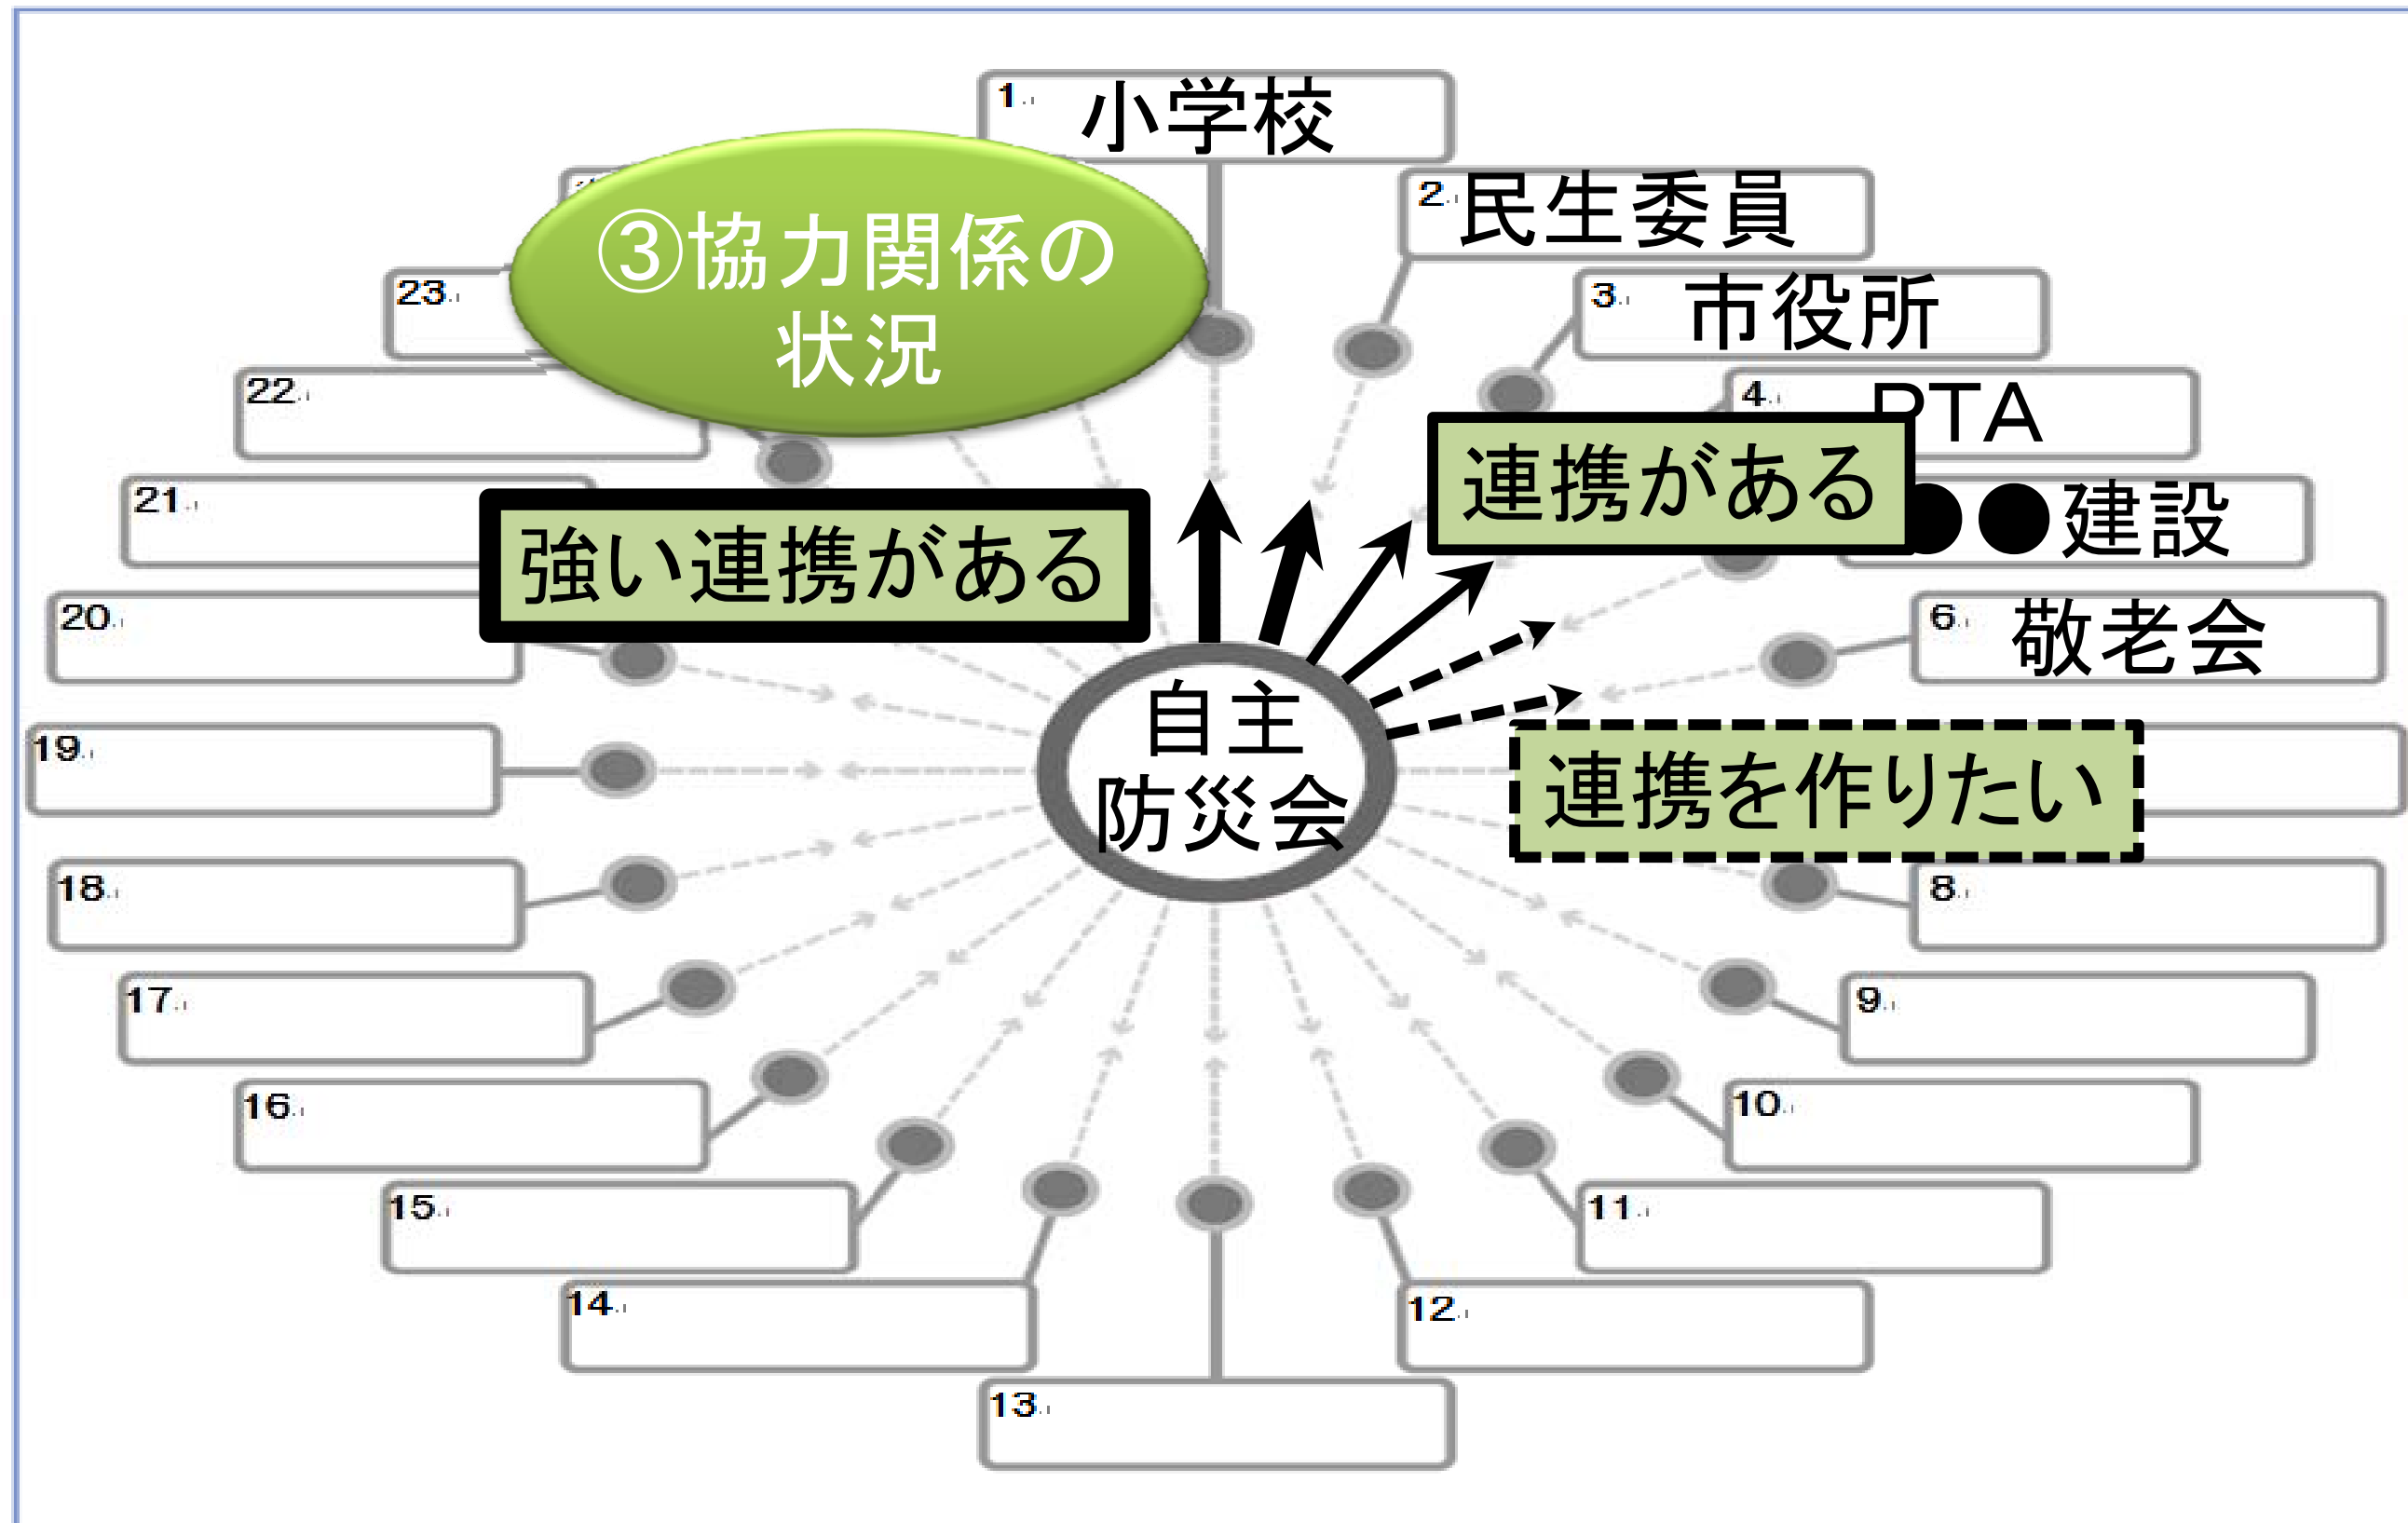 1. 小学校
2. 民生委員
3. 市役所
4. PTA
●●建設
6. 敬老会
8.
9.
10.
11.
12.
13.
14.
15.
16.
17.
18.
19.
20.
21.
22.
23.
③協力関係の
状況
強い連携がある
連携がある
連携を作りたい
自主
防災会